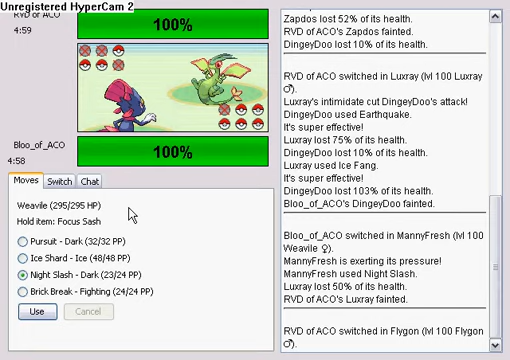 Unregistered HyperCam 2
RVD of ACO
4:59
100%
Bloo_of_ACO
4:58
100%
Moves
Switch
Chat
Weavile (295/295 HP)
Hold item: Focus Sash
Pursuit - Dark (32/32 PP)
Ice Shard - Ice (48/48 PP)
Night Slash - Dark (23/24 PP)
Brick Break - Fighting (24/24 PP)
Use
Cancel
Zapdos lost 52% of its health.
RVD of ACO's Zapdos fainted.
DingeyDoo lost 10% of its health.
RVD of ACO switched in Luxray (lvl 100 Luxray
♂).
Luxray's intimidate cut DingeyDoo's attack!
DingeyDoo used Earthquake.
It's super effective!
Luxray lost 75% of its health.
DingeyDoo lost 10% of its health.
Luxray used Ice Fang.
It's super effective!
DingeyDoo lost 103% of its health.
Bloo_of_ACO's DingeyDoo fainted.
Bloo_of_ACO switched in MannyFresh (lvl 100
Weavile ♀).
MannyFresh is exerting its pressure!
MannyFresh used Night Slash.
Luxray lost 50% of its health.
RVD of ACO's Luxray fainted.
RVD of ACO switched in Flygon (lvl 100 Flygon
♂).